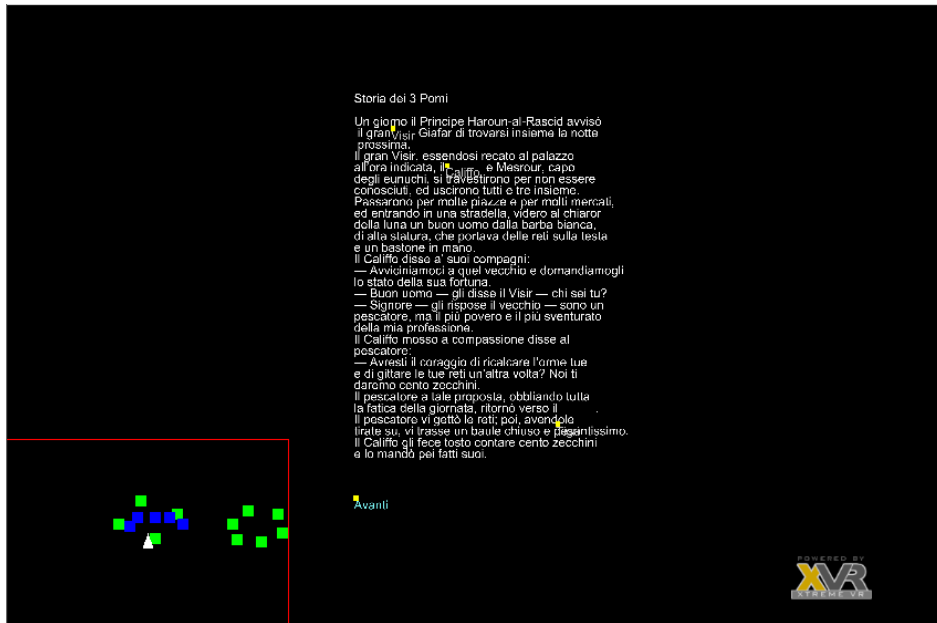 Storia dei 3 Pomi
Un giorno il Principe Haroun-al-Rascid avvisò
il gran Visir Giafar di trovarsi insieme la notte
prossima.
Il gran Visir, essendosi recato al palazzo
all'ora indicata, il Califfo, e Mesrour, capo
degli eunuchi, si travestirono per non essere
conosciuti, ed uscirono tutti e tre insieme.
Passarono per molte piazze e per molti mercati,
ed entrando in una stradella, videro al chiaror
della luna un buon uomo dalla barba bianca,
di alta statura, che portava delle reti sulla testa
e un bastone in mano.
Il Califfo disse a' suoi compagni:
— Avviciniamoci a quel vecchio e domandiamogli
lo stato della sua fortuna.
— Buon uomo — gli disse il Visir — chi sei tu?
— Signore — gli rispose il vecchio — sono un
pescatore, ma il più povero e il più sventurato
della mia professione.
Il Califfo mosso a compassione disse al
pescatore:
— Avresti il coraggio di ricalcare l'orme tue
e di gittare le tue reti un'altra volta? Noi ti
daremo cento zecchini.
Il pescatore a tale proposta, obbliando tutta
la fatica della giornata, ritornò verso il .
Il pescatore vi gettò le reti; poi, avendole
tirate su, vi trasse un baule chiuso e pesantissimo.
Il Califfo gli fece tosto contare cento zecchini
e lo mandò pei fatti suoi.
Avanti
POWERED BY
XVR
EXTREME VR